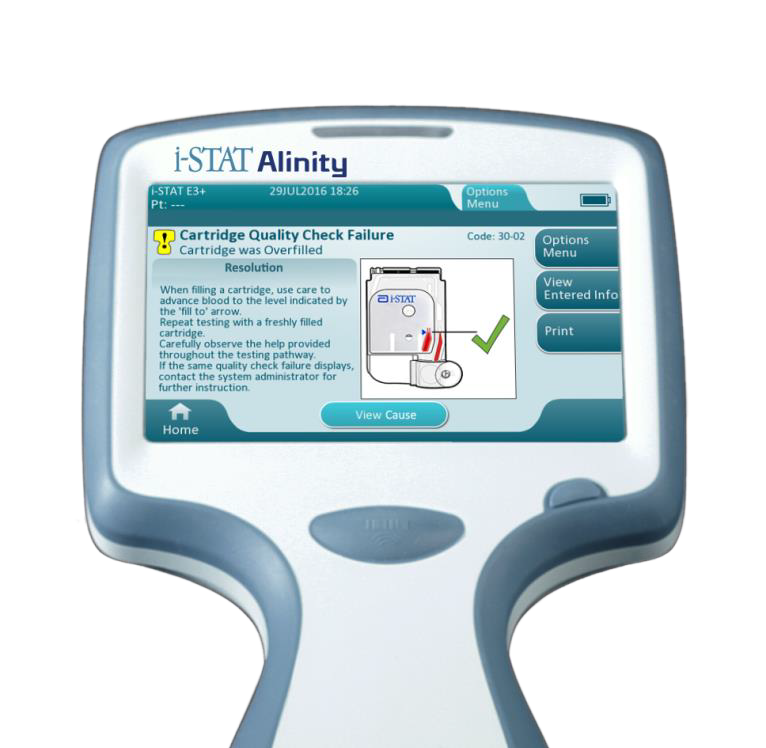 i-STAT Alinity
i-STAT E3+ 29JUL2016 18:26 Options
Pt: --- Menu
Cartridge Quality Check Failure Code: 30-02
Cartridge was Overfilled
Resolution
When filling a cartridge, use care to
advance blood to the level indicated by
the 'fill to' arrow.
Repeat testing with a freshly filled
cartridge.
Carefully observe the help provided
throughout the testing pathway.
If the same quality check failure displays,
contact the system administrator for
further instruction.
i-STAT
Options
Menu
View
Entered Info
Print
Home
View Cause